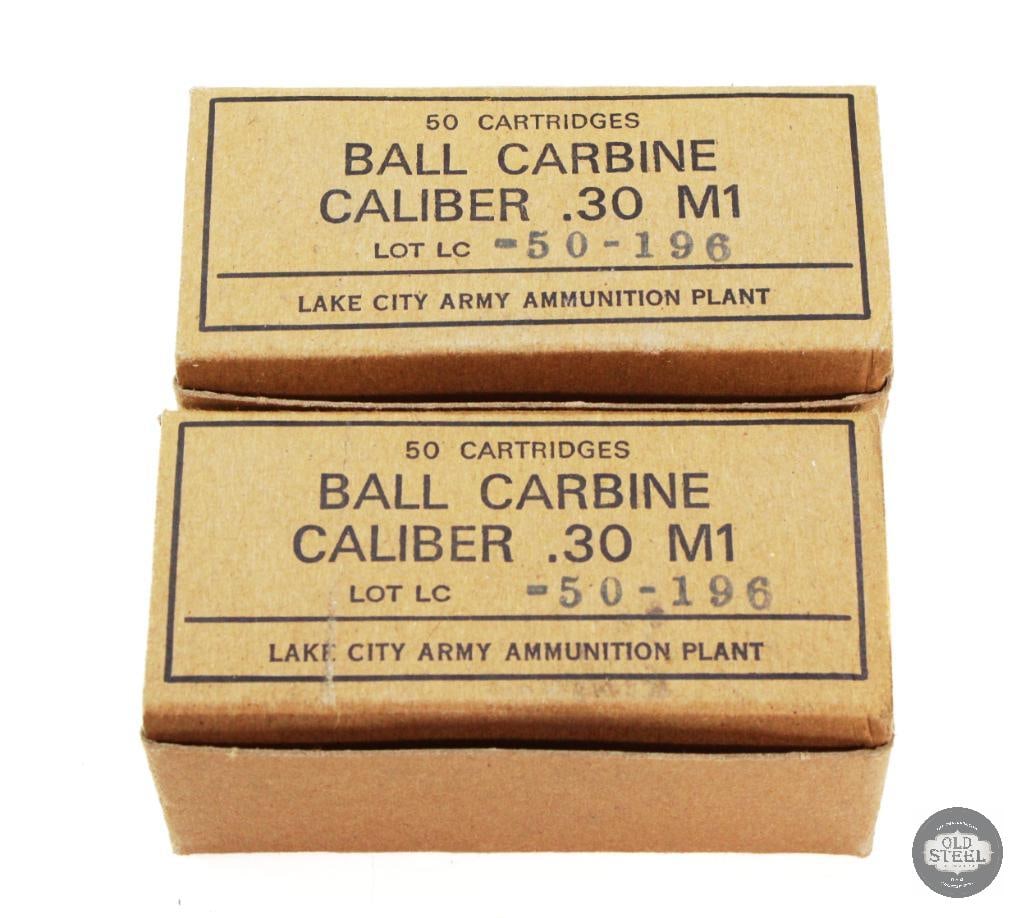 50 CARTRIDGES
BALL CARBINE
CALIBER .30 M1
LOT LC -50-196
LAKE CITY ARMY AMMUNITION PLANT
50 CARTRIDGES
BALL CARBINE
CALIBER .30 M1
LOT LC -50-196
LAKE CITY ARMY AMMUNITION PLANT
OLD
STEEL